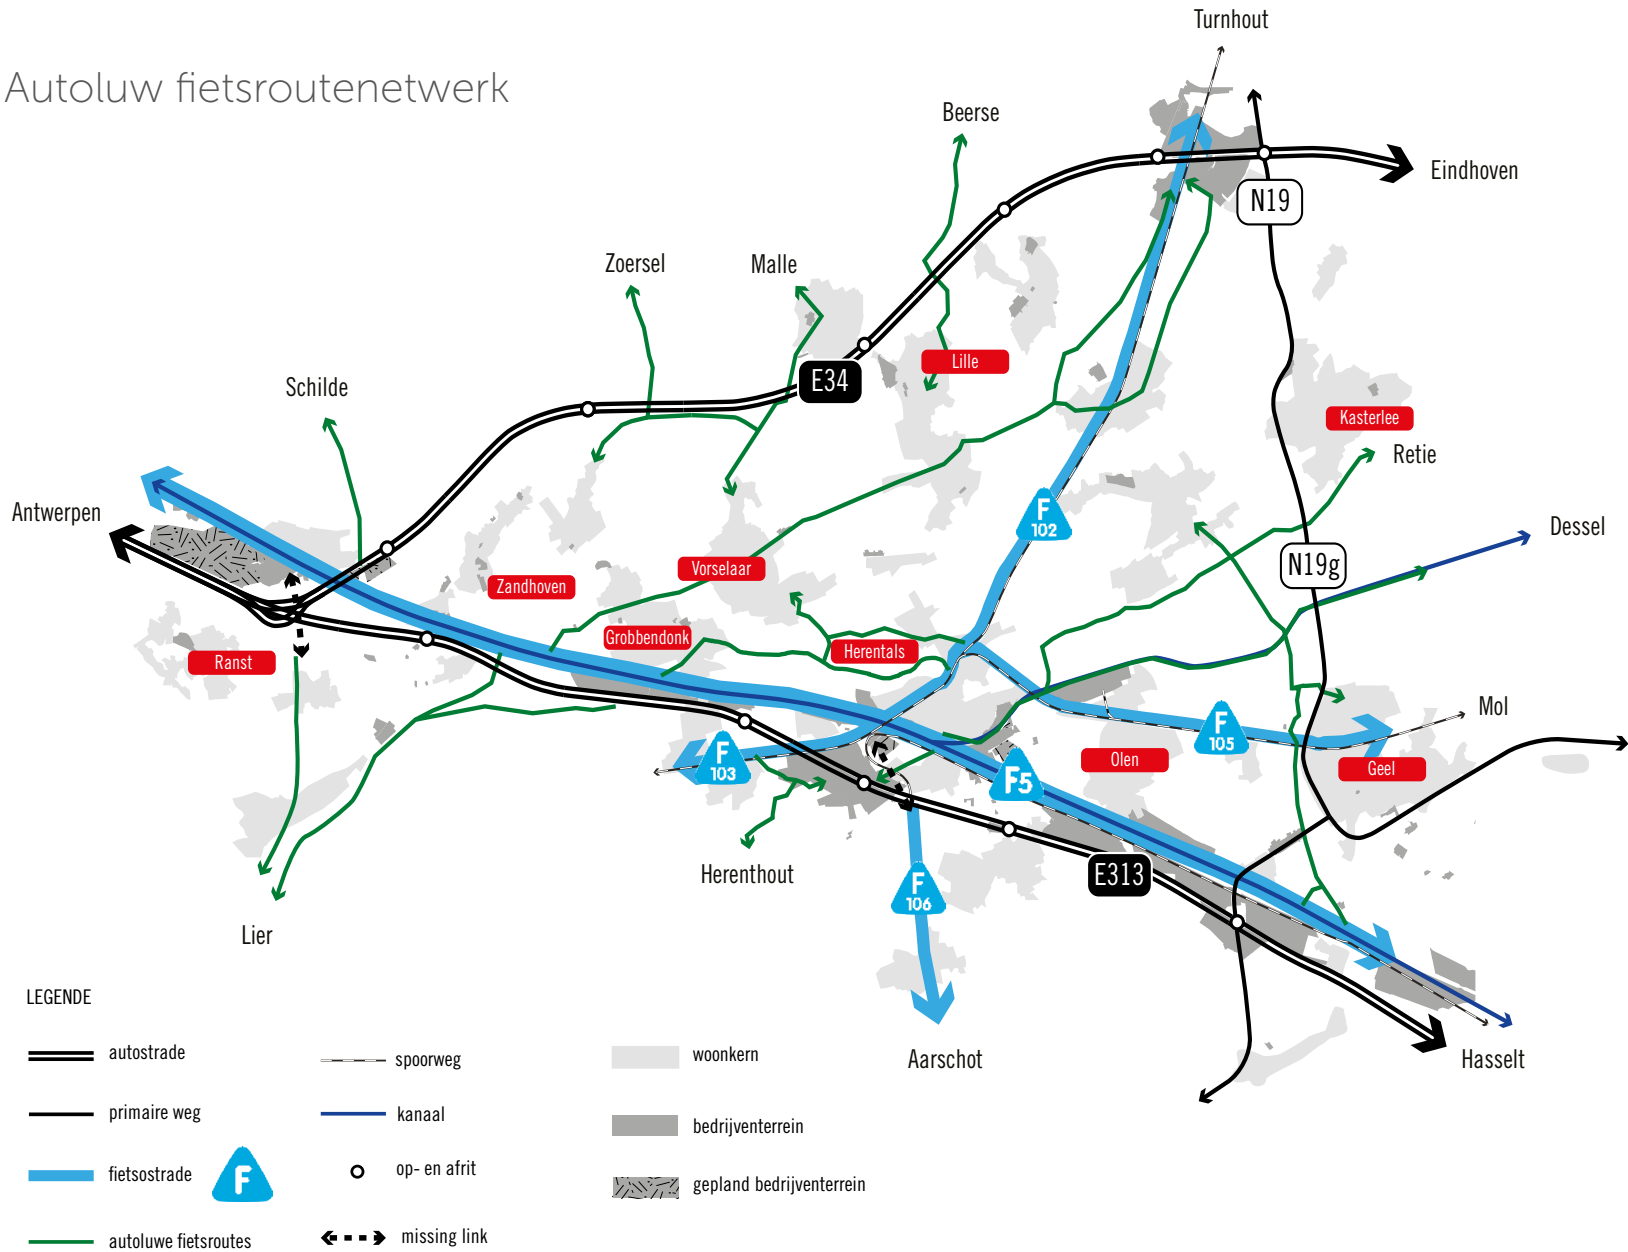 Turnhout
Autoluw fietsroutenetwerk
Beerse
Eindhoven
N19
Zoersel
Malle
Lille
E34
Schilde
Kasterlee
Retie
Antwerpen
F
102
Dessel
N19g
Vorselaar
Zandhoven
Grobbendonk
Herentals
Ranst
Mol
F
105
F
103
Olen
Geel
F5
Herenthout
E313
F
106
Lier
LEGENDE
Aarschot
Hasselt
autostrade
spoorweg
woonkern
primaire weg
kanaal
bedrijventerrein
fietsostrade
F
op- en afrit
gepland bedrijventerrein
autoluwe fietsroutes
missing link